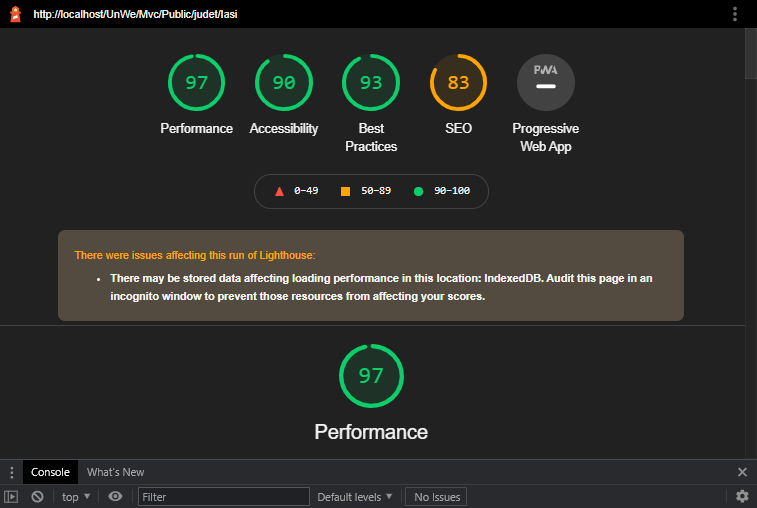 http://localhost/UnWe/Mvc/Public/judet/Iasi
97 90 93 83 PWA
Performance Accessibility Best Practices SEO Progressive Web App
0–49 50–89 90–100
There were issues affecting this run of Lighthouse:
• There may be stored data affecting loading performance in this location: IndexedDB. Audit this page in an
incognito window to prevent those resources from affecting your scores.
97
Performance
Console What's New
top Filter Default levels No Issues